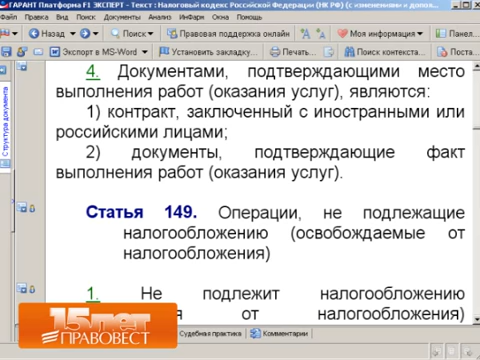 ГАРАНТ Платформа F1 ЭКСПЕРТ - Текст : Налоговый кодекс Российской Федерации (НК РФ) (с изменениями и допол
Правка Вид Документы Анализ ИнФарм Окна Помощь
Назад Поиск Правовая поддержка онлайн Моя информация Панел...
Экспорт в MS-Word Установить закладку... Печать... Поиск контекста... Поста...
Структура документа
4. Документами, подтверждающими место
выполнения работ (оказания услуг), являются:
1) контракт, заключенный с иностранными или
российскими лицами;
2) документы, подтверждающие факт
выполнения работ (оказания услуг).
Статья 149. Операции, не подлежащие
налогообложению (освобождаемые от
налогообложения)
1. Не подлежит налогообложению
от налогообложения)
15 лет
ПРАВОВЕСТ
Судебная практика Комментарии